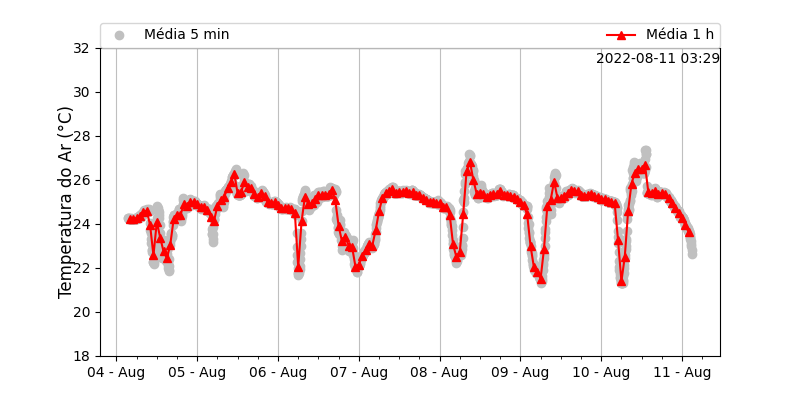 Média 5 min
Média 1 h
2022-08-11 03:29
Temperatura do Ar (°C)
32
30
28
26
24
22
20
18
04 - Aug
05 - Aug
06 - Aug
07 - Aug
08 - Aug
09 - Aug
10 - Aug
11 - Aug